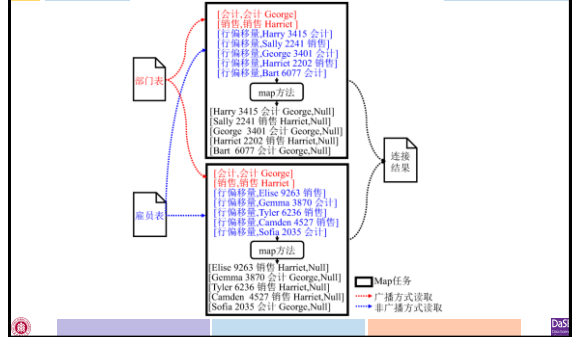 部门表
雇员表
[会计,会计 George]
[销售,销售 Harriet ]
[行偏移量,Harry 3415 会计]
[行偏移量,Sally 2241 销售]
[行偏移量,George 3401 会计]
[行偏移量,Harriet 2202 销售]
[行偏移量,Bart 6077 会计]
map方法
[Harry 3415 会计 George,Null]
[Sally 2241 销售 Harriet,Null]
[George 3401 会计 George,Null]
[Harriet 2202 销售 Harriet,Null]
[Bart 6077 会计 George,Null]
[会计,会计 George]
[销售,销售 Harriet ]
[行偏移量,Elise 9263 销售]
[行偏移量,Gemma 3870 会计]
[行偏移量,Tyler 6236 销售]
[行偏移量,Camden 4527 销售]
[行偏移量,Sofia 2035 会计]
map方法
[Elise 9263 销售 Harriet,Null]
[Gemma 3870 会计 George,Null]
[Tyler 6236 销售 Harriet,Null]
[Camden 4527 销售 Harriet,Null]
[Sofia 2035 会计 George,Null]
连接
结果
Map任务
广播方式读取
非广播方式读取
DaSE